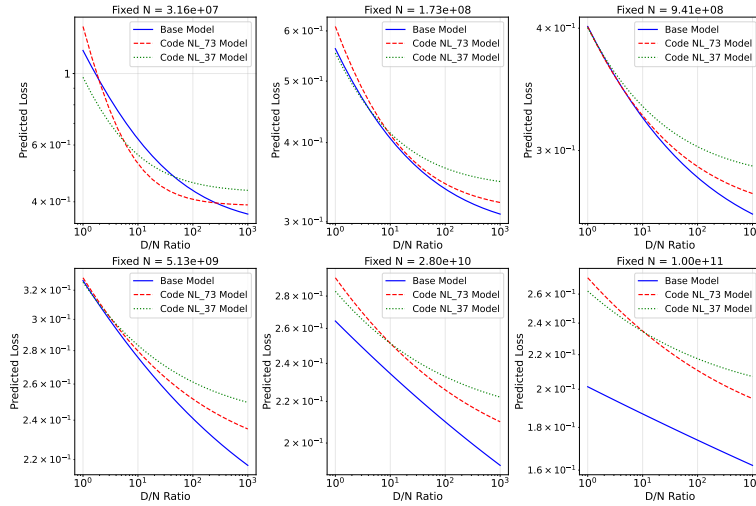 Fixed N = 3.16e+07
Predicted Loss
1
6 × 10⁻¹
4 × 10⁻¹
Base Model
Code NL_73 Model
Code NL_37 Model
10⁰ 10¹ 10² 10³
D/N Ratio
Fixed N = 1.73e+08
Predicted Loss
6 × 10⁻¹
5 × 10⁻¹
4 × 10⁻¹
3 × 10⁻¹
Base Model
Code NL_73 Model
Code NL_37 Model
10⁰ 10¹ 10² 10³
D/N Ratio
Fixed N = 9.41e+08
Predicted Loss
4 × 10⁻¹
3 × 10⁻¹
Base Model
Code NL_73 Model
Code NL_37 Model
10⁰ 10¹ 10² 10³
D/N Ratio
Fixed N = 5.13e+09
Predicted Loss
3.2 × 10⁻¹
3 × 10⁻¹
2.8 × 10⁻¹
2.6 × 10⁻¹
2.4 × 10⁻¹
2.2 × 10⁻¹
Base Model
Code NL_73 Model
Code NL_37 Model
10⁰ 10¹ 10² 10³
D/N Ratio
Fixed N = 2.80e+10
Predicted Loss
2.8 × 10⁻¹
2.6 × 10⁻¹
2.4 × 10⁻¹
2.2 × 10⁻¹
2 × 10⁻¹
Base Model
Code NL_73 Model
Code NL_37 Model
10⁰ 10¹ 10² 10³
D/N Ratio
Fixed N = 1.00e+11
Predicted Loss
2.6 × 10⁻¹
2.4 × 10⁻¹
2.2 × 10⁻¹
2 × 10⁻¹
1.8 × 10⁻¹
1.6 × 10⁻¹
Base Model
Code NL_73 Model
Code NL_37 Model
10⁰ 10¹ 10² 10³
D/N Ratio